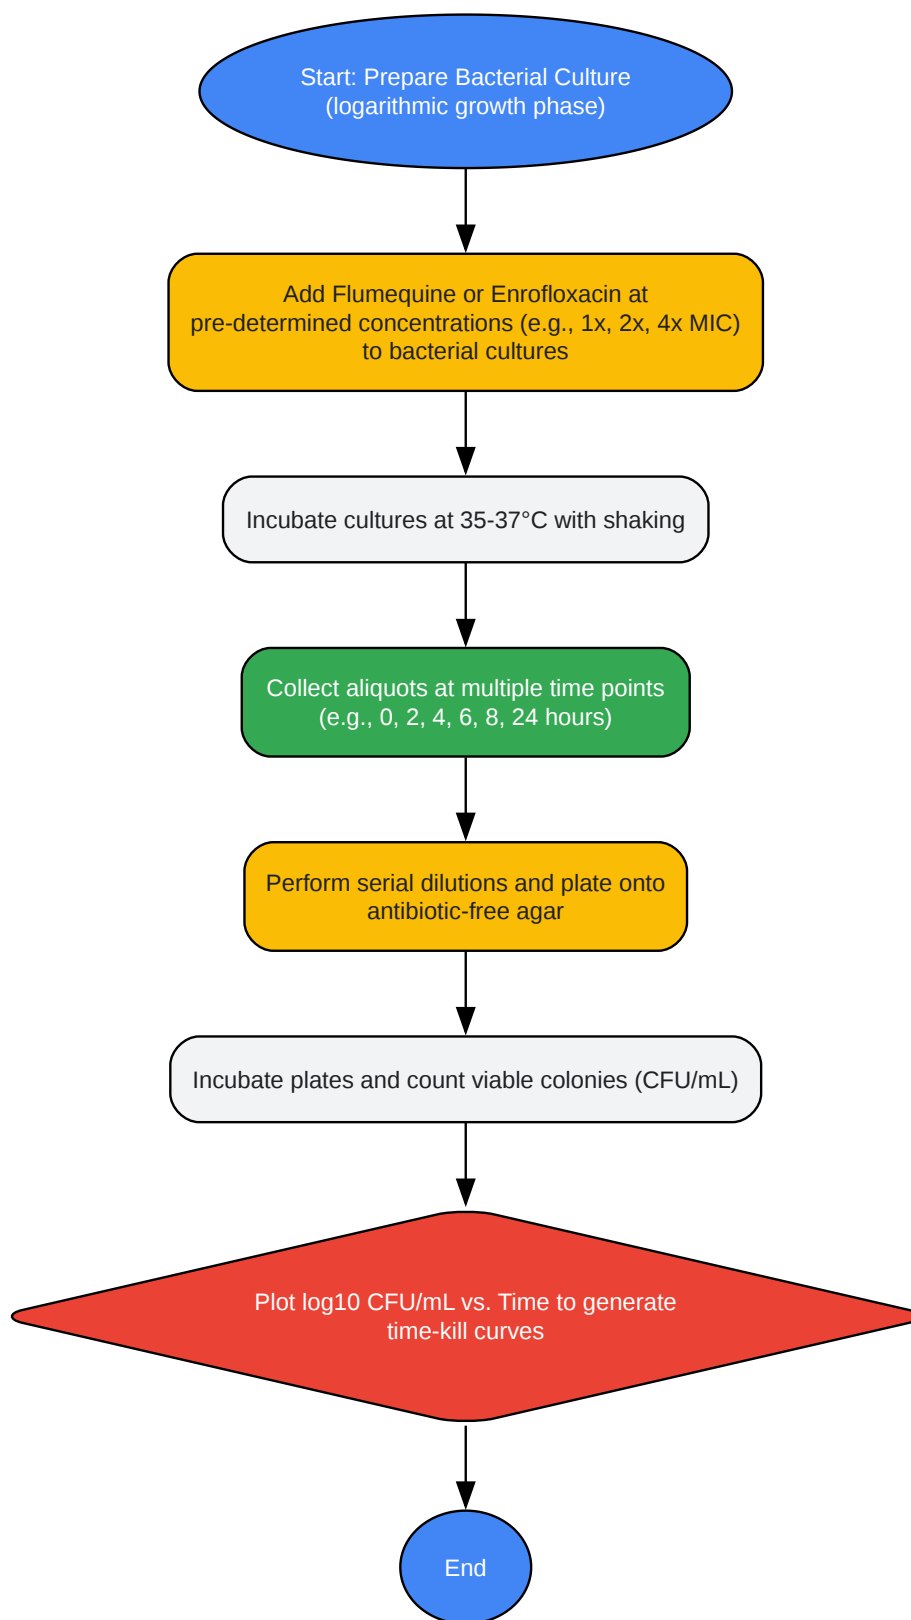 Start: Prepare Bacterial Culture
(logarithmic growth phase)
Add Flumequine or Enrofloxacin at
pre-determined concentrations (e.g., 1x, 2x, 4x MIC)
to bacterial cultures
Incubate cultures at 35-37°C with shaking
Collect aliquots at multiple time points
(e.g., 0, 2, 4, 6, 8, 24 hours)
Perform serial dilutions and plate onto
antibiotic-free agar
Incubate plates and count viable colonies (CFU/mL)
Plot log10 CFU/mL vs. Time to generate
time-kill curves
End